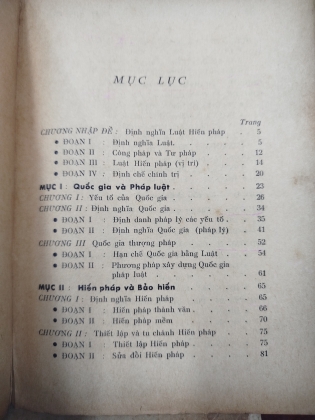 MỤC LỤC
Trang
CHƯƠNG NHẬP ĐỀ : Định nghĩa Luật Hiến pháp . 5
• ĐOẠN I : Định nghĩa Luật. . . . . 5
• ĐOẠN II : Công pháp và Tư pháp . . . 12
• ĐOẠN III : Luật Hiến pháp (vị trí) . . . 14
• ĐOẠN IV : Định chế chính trị . . . . 20
MỤC I : Quốc gia và Pháp luật . . . . 23
CHƯƠNG I : Yếu tố của Quốc gia . . . . 26
CHƯƠNG II : Định nghĩa Quốc gia . . . . 34
• ĐOẠN I : Định danh pháp lý các yếu tố . . 35
• ĐOẠN II : Định nghĩa Quốc gia (pháp lý) . 41
CHƯƠNG III Quốc gia thượng pháp . . . . 52
• ĐOẠN I : Hạn chế Quốc gia bằng Luật . . 54
• ĐOẠN II : Phương pháp xây dựng Quốc gia
pháp luật . . . . . 61
MỤC II : Hiến pháp và Bảo hiến . . . . 65
CHƯƠNG I : Định nghĩa Hiến pháp . . . . 65
• ĐOẠN I : Hiến pháp thành văn . . . 66
• ĐOẠN II : Hiến pháp mềm . . . . 70
CHƯƠNG II : Thiết lập và tu chánh Hiến pháp . . 75
• ĐOẠN I : Thiết lập Hiến pháp . . . 75
• ĐOẠN II : Sửa đổi Hiến pháp . . . . 81